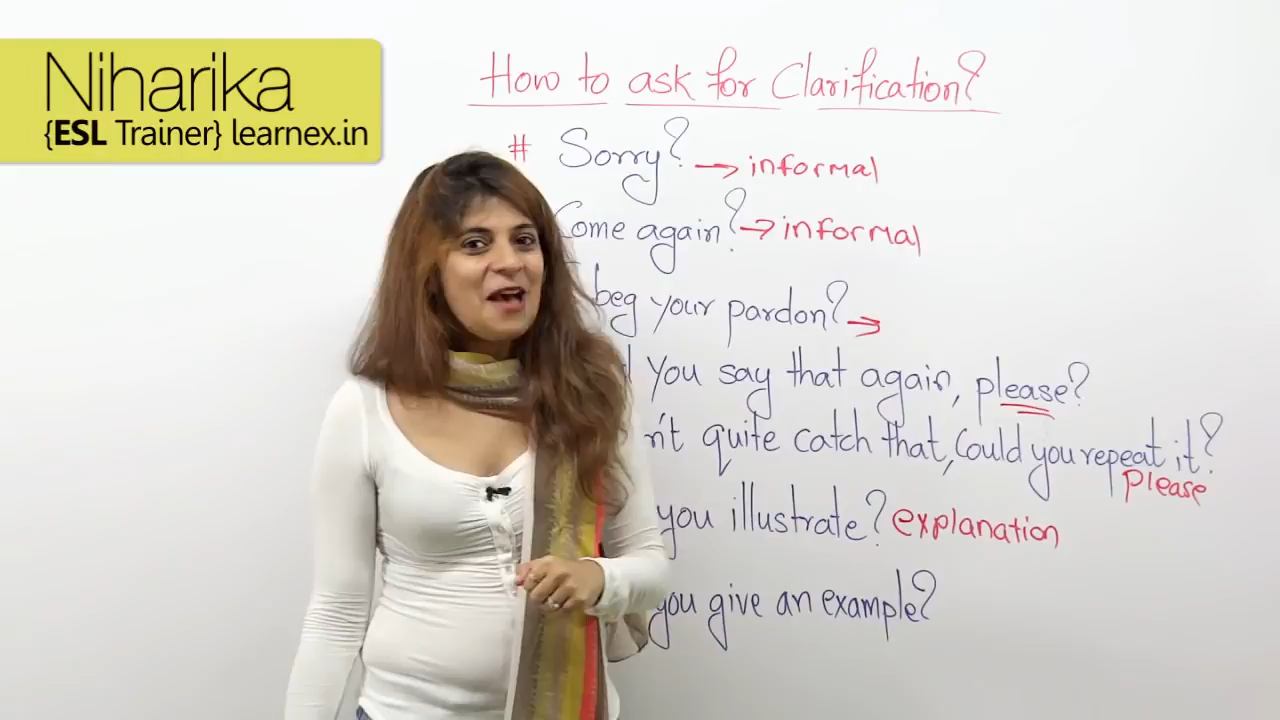 Niharika
{ESL Trainer} learnex.in
How to ask for Clarification?
# Sorry? → informal
Come again? → informal
beg your pardon? →
you say that again, please?
n't quite catch that, Could you repeat it?
please
you illustrate? explanation
you give an example?